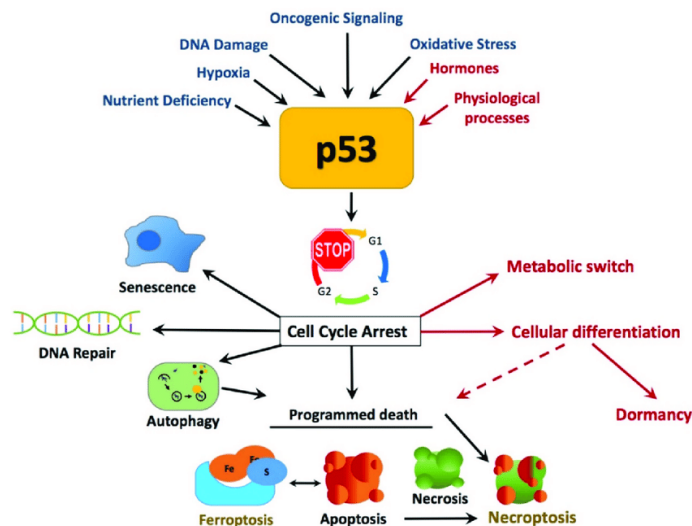 Oncogenic Signaling
DNA Damage
Oxidative Stress
Hypoxia
Hormones
Nutrient Deficiency
Physiological
processes
p53
STOP
G1
G2
S
Senescence
Metabolic switch
Cell Cycle Arrest
Cellular differentiation
DNA Repair
Autophagy
Programmed death
Dormancy
Fe
Fe
S
Necrosis
Ferroptosis
Apoptosis
Necroptosis